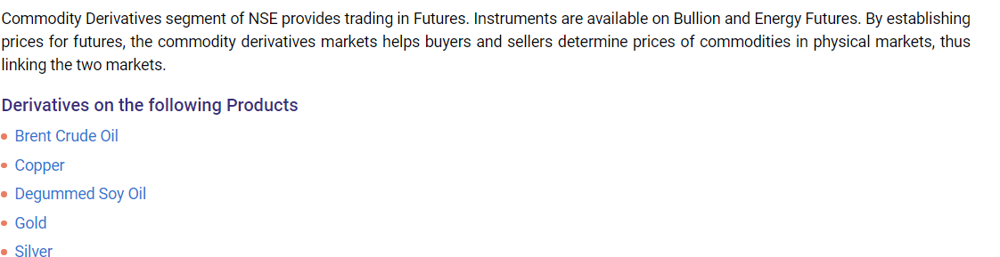 Commodity Derivatives segment of NSE provides trading in Futures. Instruments are available on Bullion and Energy Futures. By establishing
prices for futures, the commodity derivatives markets helps buyers and sellers determine prices of commodities in physical markets, thus
linking the two markets.
Derivatives on the following Products
Brent Crude Oil
Copper
Degummed Soy Oil
Gold
Silver